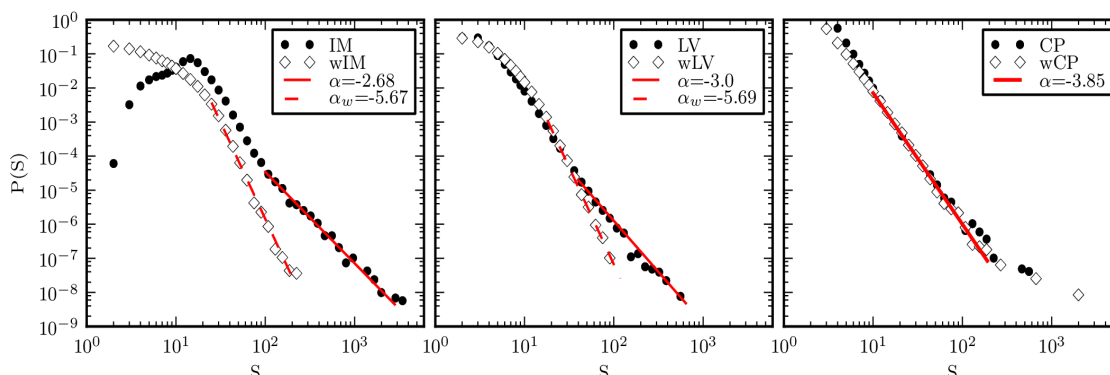 P(S)
10^0
10^-1
10^-2
10^-3
10^-4
10^-5
10^-6
10^-7
10^-8
10^-9
IM
wIM
α=-2.68
α_w=-5.67
10^0 10^1 10^2 10^3
S
LV
wLV
α=-3.0
α_w=-5.69
10^0 10^1 10^2 10^3
S
CP
wCP
α=-3.85
10^0 10^1 10^2 10^3
S